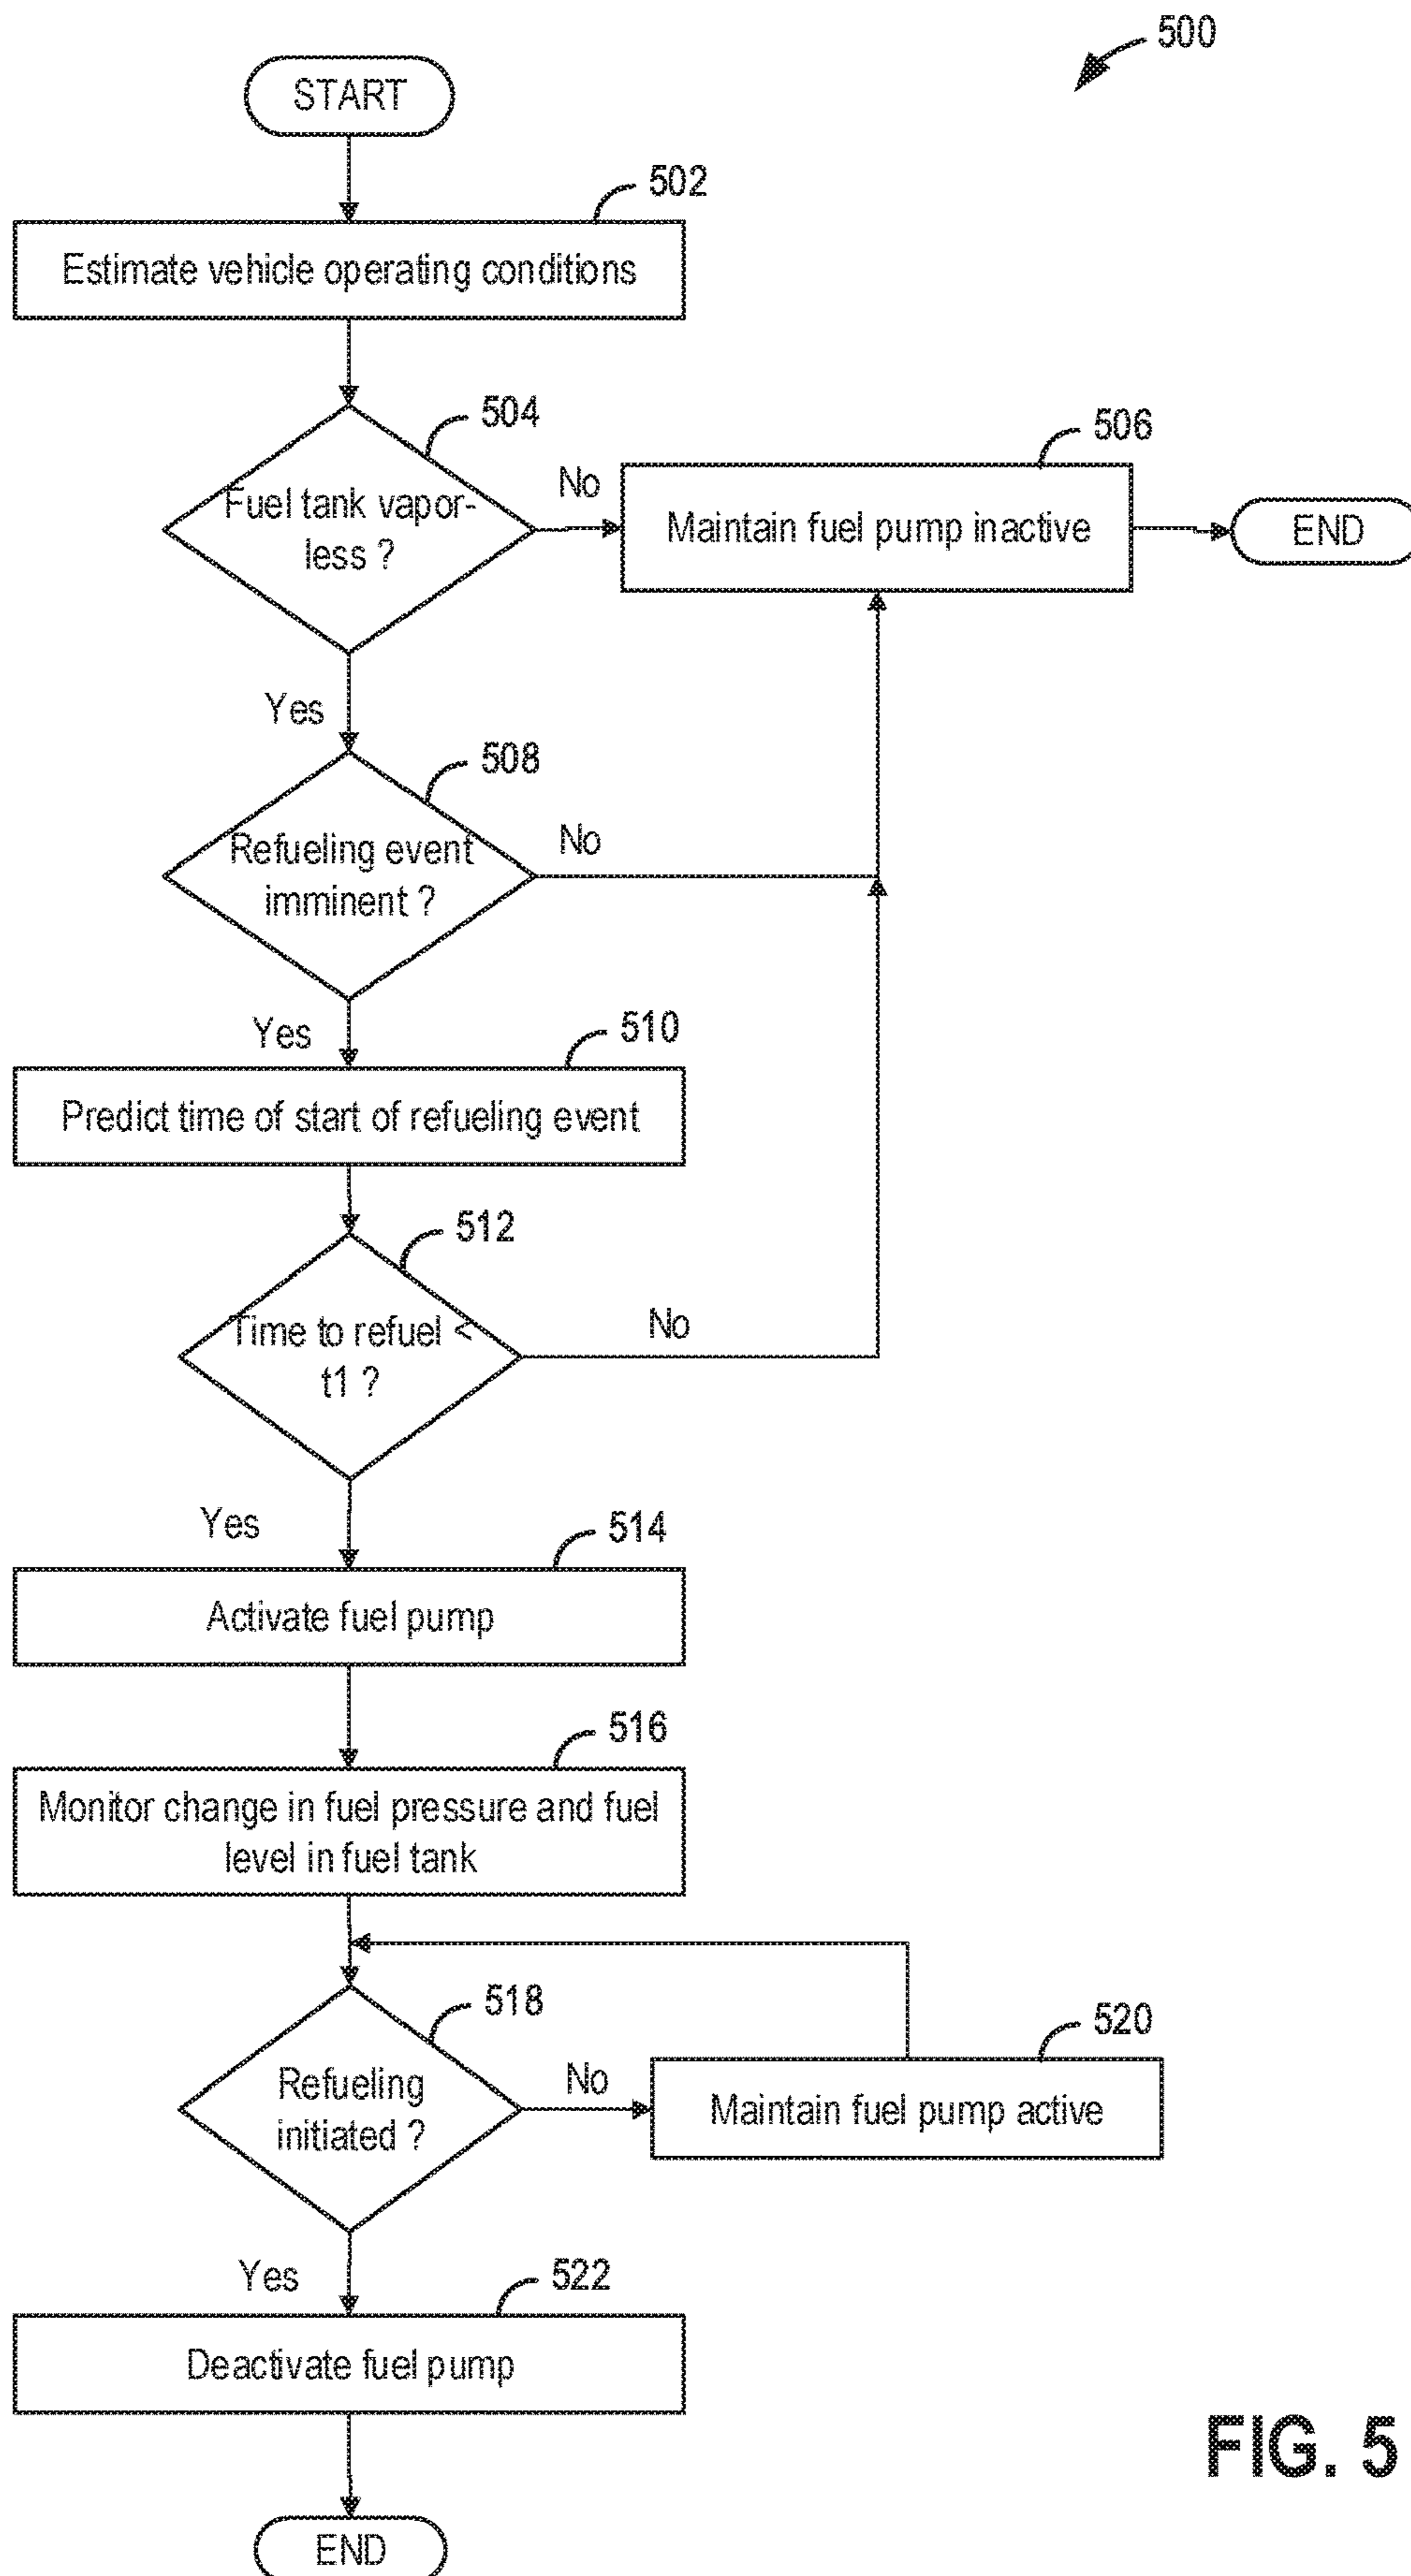 500
START
502
Estimate vehicle operating conditions
504
Fuel tank vapor-
less ?
No
506
Maintain fuel pump inactive
END
Yes
508
Refueling event
imminent ?
No
Yes
510
Predict time of start of refueling event
512
Time to refuel <
t1 ?
No
Yes
514
Activate fuel pump
516
Monitor change in fuel pressure and fuel
level in fuel tank
518
Refueling
initiated ?
No
520
Maintain fuel pump active
Yes
522
Deactivate fuel pump
END
FIG. 5